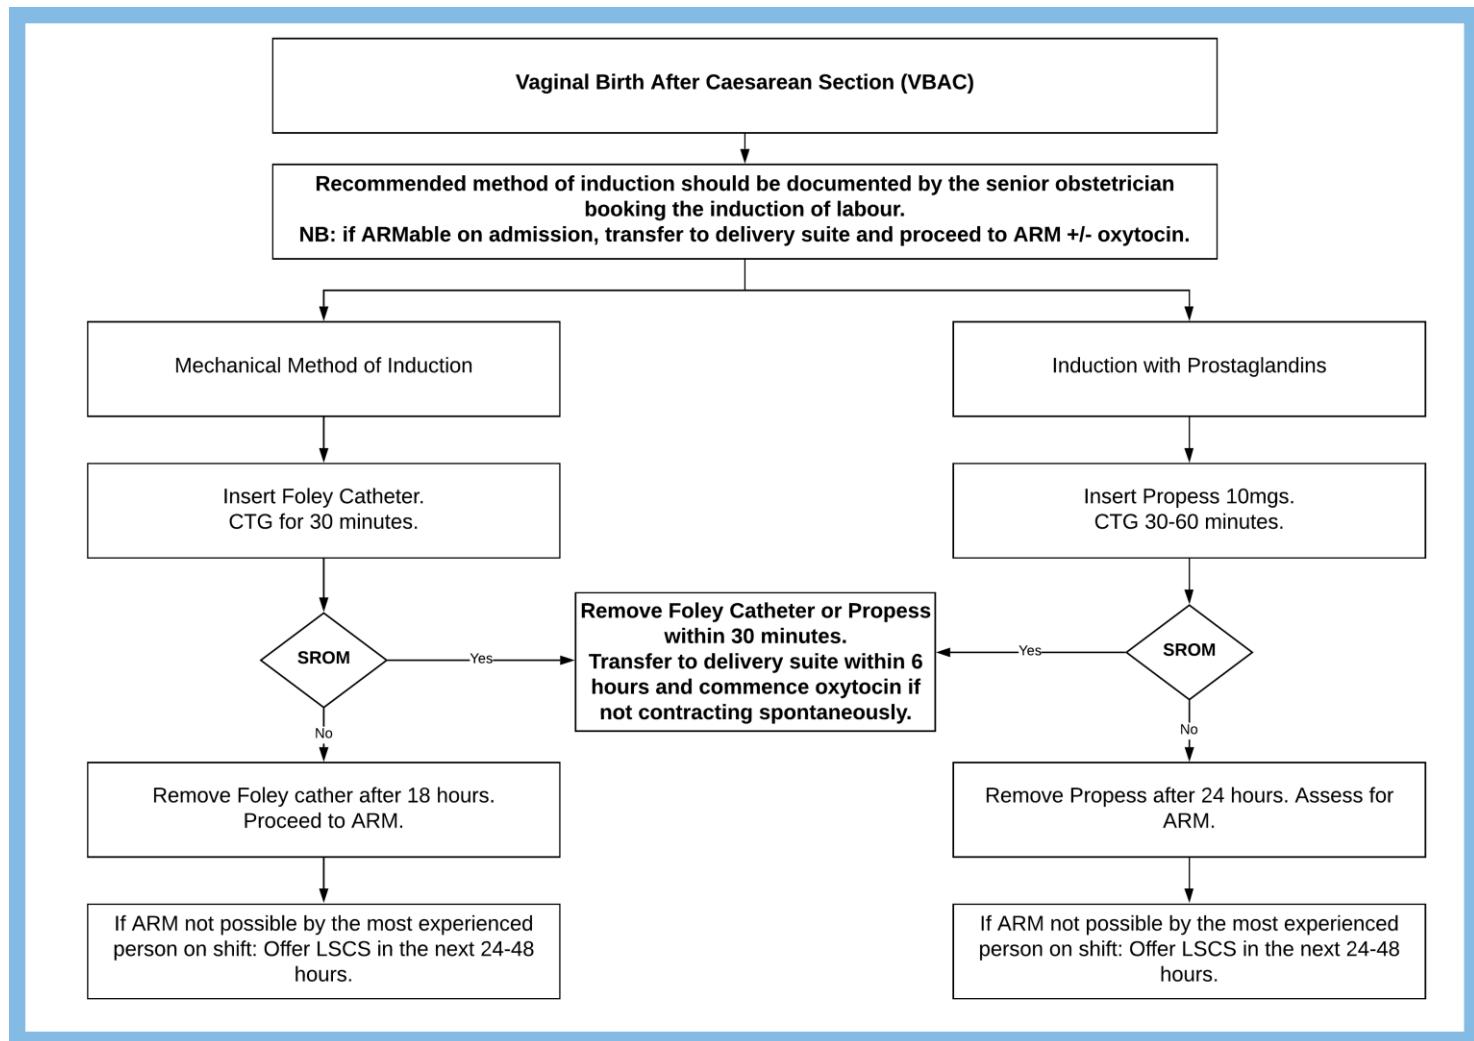 Vaginal Birth After Caesarean Section (VBAC)
Recommended method of induction should be documented by the senior obstetrician
booking the induction of labour.
NB: if ARMable on admission, transfer to delivery suite and proceed to ARM +/- oxytocin.
Mechanical Method of Induction
Induction with Prostaglandins
Insert Foley Catheter.
CTG for 30 minutes.
Insert Propess 10mgs.
CTG 30-60 minutes.
SROM
Yes
Remove Foley Catheter or Propess
within 30 minutes.
Transfer to delivery suite within 6
hours and commence oxytocin if
not contracting spontaneously.
Yes
SROM
No
No
Remove Foley cather after 18 hours.
Proceed to ARM.
Remove Propess after 24 hours. Assess for
ARM.
If ARM not possible by the most experienced
person on shift: Offer LSCS in the next 24-48
hours.
If ARM not possible by the most experienced
person on shift: Offer LSCS in the next 24-48
hours.